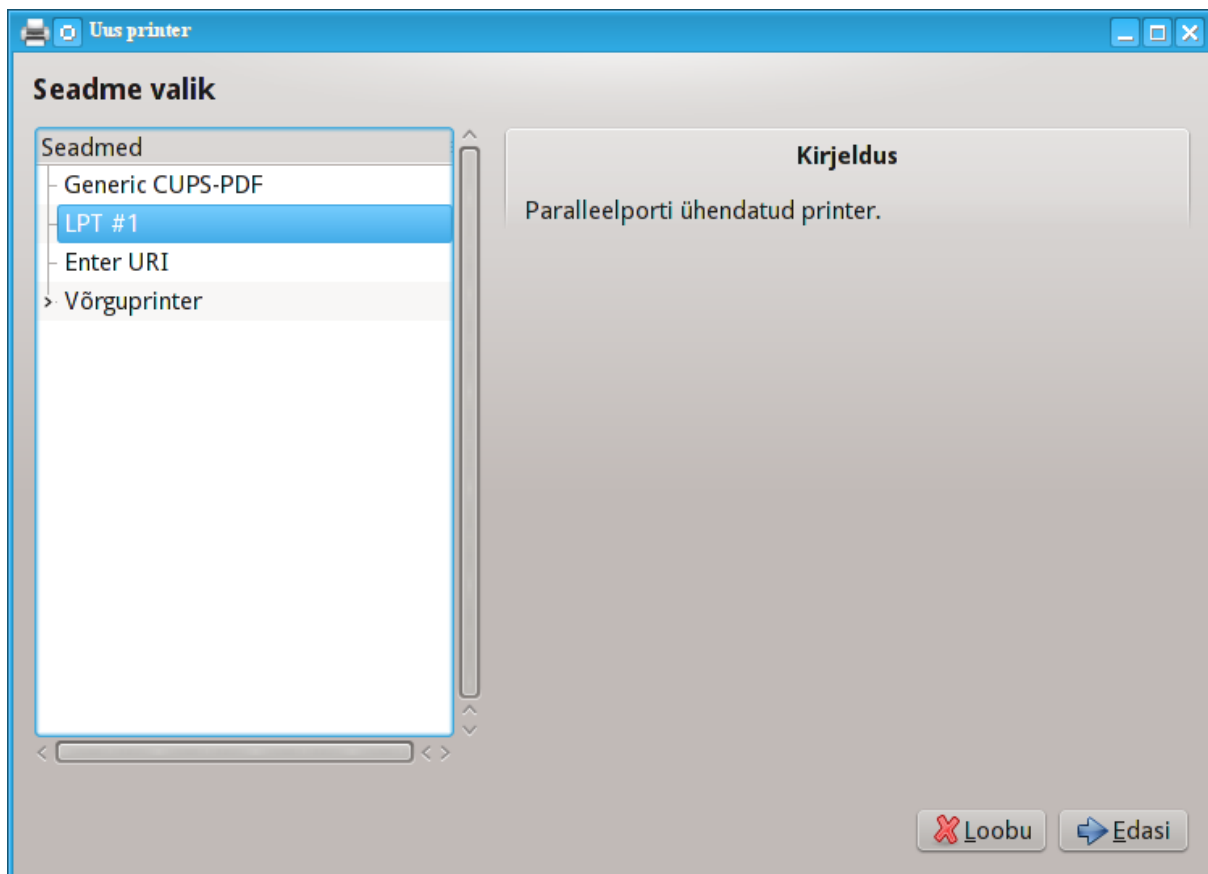 Uus printer
Seadme valik
Seadmed
Generic CUPS-PDF
LPT #1
Enter URI
Võrguprinter
Kirjeldus
Paralleelporti ühendatud printer.
Loobu
Edasi